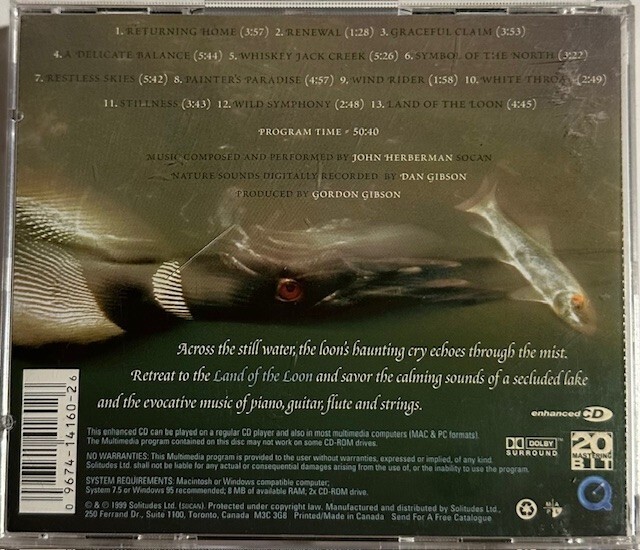 1. RETURNING HOME (3:57) 2. RENEWAL (1:28) 3. GRACEFUL CLAIM (3:53)
4. A DELICATE BALANCE (5:44) 5. WHISKEY JACK CREEK (5:26) 6. SYMBOL OF THE NORTH (3:22)
7. RESTLESS SKIES (5:42) 8. PAINTER'S PARADISE (4:57) 9. WIND RIDER (1:58) 10. WHITE THROAT (2:49)
11. STILLNESS (3:43) 12. WILD SYMPHONY (2:48) 13. LAND OF THE LOON (4:45)
PROGRAM TIME - 50:40
MUSIC COMPOSED AND PERFORMED BY JOHN HERBERMAN SOCAN
NATURE SOUNDS DIGITALLY RECORDED BY DAN GIBSON
PRODUCED BY GORDON GIBSON
Across the still water, the loon's haunting cry echoes through the mist.
Retreat to the Land of the Loon and savor the calming sounds of a secluded lake
and the evocative music of piano, guitar, flute and strings.
enhanced CD
0 9674-14160-2 6
This enhanced CD can be played on a regular CD player and also in most multimedia computers (MAC & PC formats).
The Multimedia program contained on this disc may not work on some CD-ROM drives.
NO WARRANTIES: This Multimedia program is provided to the user without warranties, expressed or implied, of any kind.
Solitudes Ltd. shall not be liable for any actual or consequential damages arising from the use of, or the inability to use the program.
SYSTEM REQUIREMENTS: Macintosh or Windows compatible computer;
System 7.5 or Windows 95 recommended; 8 MB of available RAM; 2x CD-ROM drive.
DOLBY
SURROUND
20
MASTERING
BIT
℗ & © 1999 Solitudes Ltd. (SOCAN). Protected under copyright law. Manufactured and distributed by Solitudes Ltd.,
250 Ferrand Dr., Suite 1100, Toronto, Canada M3C 3G8 Printed/Made in Canada Send For A Free Catalogue